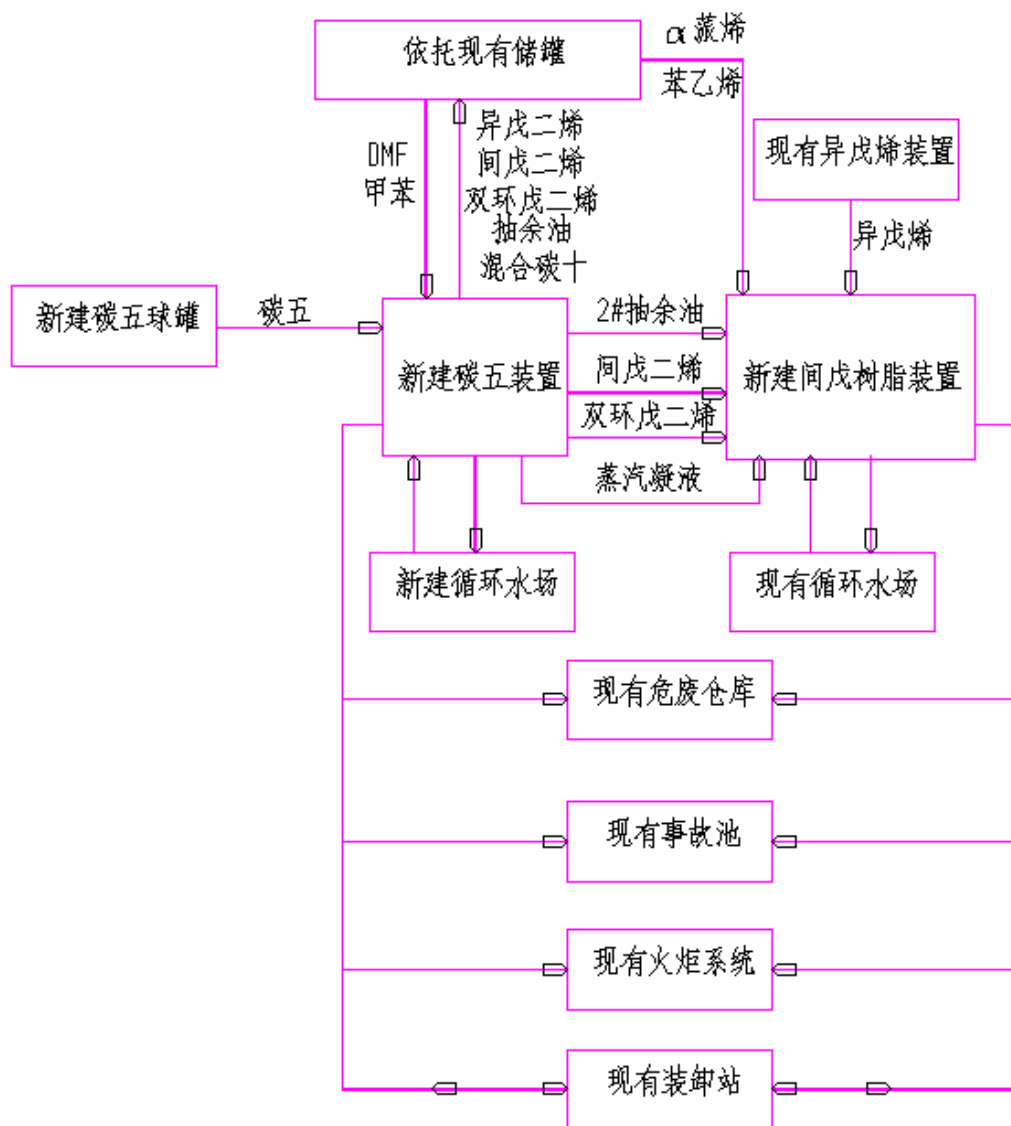 依托现有储罐
α蒎烯
苯乙烯
DMF
甲苯
异戊二烯
间戊二烯
双环戊二烯
抽余油
混合碳十
现有异戊烯装置
异戊烯
新建碳五球罐
碳五
新建碳五装置
2#抽余油
间戊二烯
双环戊二烯
蒸汽凝液
新建间戊树脂装置
新建循环水场
现有循环水场
现有危废仓库
现有事故池
现有火炬系统
现有装卸站